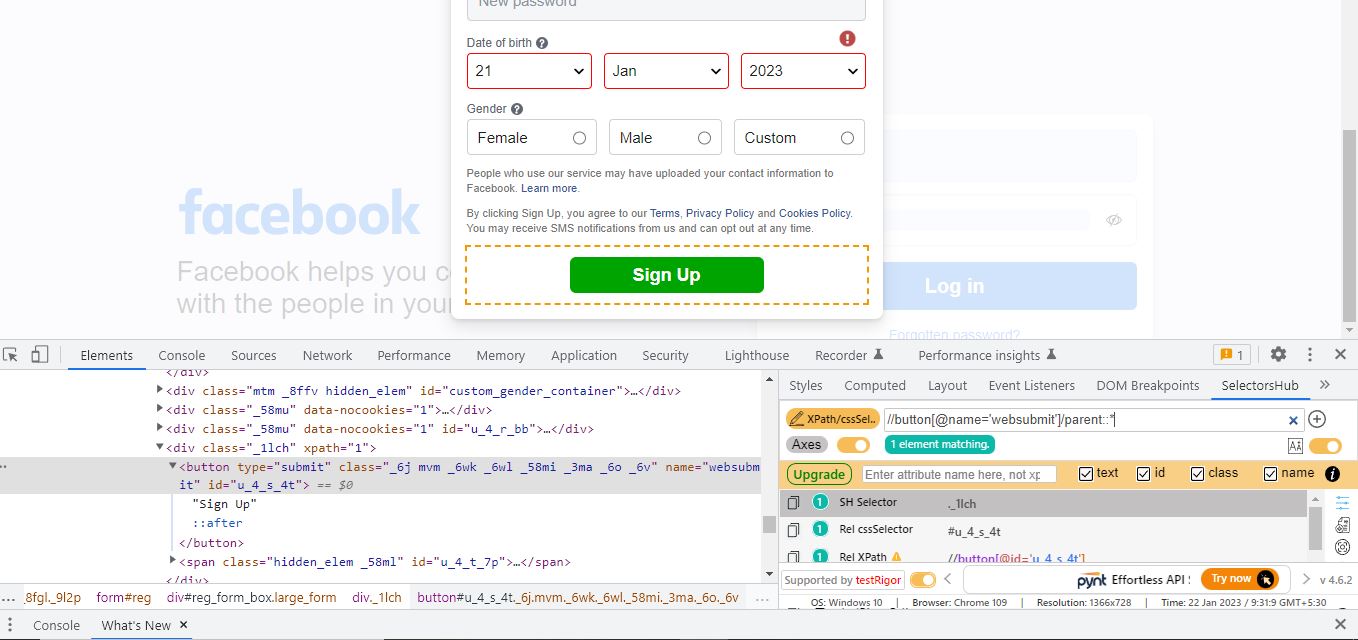 New password
Date of birth
21 Jan 2023
Gender
Female Male Custom
People who use our service may have uploaded your contact information to
Facebook. Learn more.
By clicking Sign Up, you agree to our Terms, Privacy Policy and Cookies Policy.
You may receive SMS notifications from us and can opt out at any time.
Sign Up
facebook
Facebook helps you c
with the people in your
Log in
Forgotten password?
Elements Console Sources Network Performance Memory Application Security Lighthouse Recorder Performance insights 1
</div>
<div class="mtm _8ffv hidden_elem" id="custom_gender_container">…</div>
<div class="_58mu" data-nocookies="1">…</div>
<div class="_58mu" data-nocookies="1" id="u_4_r_bb">…</div>
<div class="_1lch" xpath="1">
<button type="submit" class="_6j mvm _6wk _6wl _58mi _3ma _6o _6v" name="websubm
it" id="u_4_s_4t"> == $0
"Sign Up"
::after
</button>
<span class="hidden_elem _58ml" id="u_4_t_7p">…</span>
</div>
... _8fgl._9l2p form#reg div#reg_form_box.large_form div._1lch button#u_4_s_4t._6j.mvm._6wk._6wl._58mi._3ma._6o._6v ...
Console What's New
Styles Computed Layout Event Listeners DOM Breakpoints SelectorsHub
XPath/cssSel.. //button[@name='websubmit']/parent::*
Axes 1 element matching.
Upgrade Enter attribute name here, not xp text id class name
1 SH Selector ._1lch
1 Rel cssSelector #u_4_s_4t
1 Rel XPath //button[@id='u_4_s_4t']
Supported by testRigor pynt Effortless API Try now v 4.6.2
OS: Windows 10 | Browser: Chrome 109 | Resolution: 1366x728 | Time: 22 Jan 2023 / 9:31:9 GMT+5:30